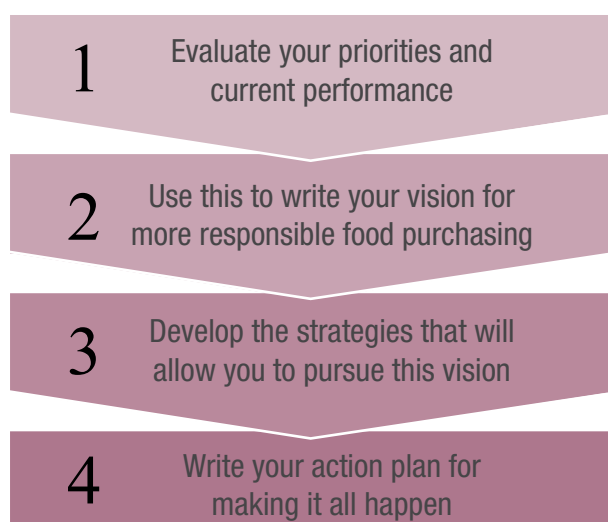 1
Evaluate your priorities and
current performance
2
Use this to write your vision for
more responsible food purchasing
3
Develop the strategies that will
allow you to pursue this vision
4
Write your action plan for
making it all happen